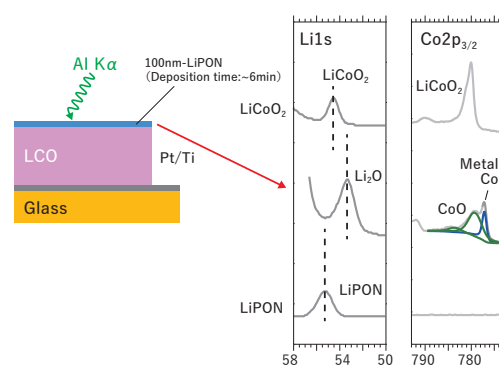 Li1s
Co2p3/2
Al Kα
100nm-LiPON
(Deposition time:~6min)
LiCoO2
LiCoO2
LiCoO2
LCO
Pt/Ti
Metal
Co
Li2O
Glass
CoO
LiPON
LiPON
58
54
50
790
780